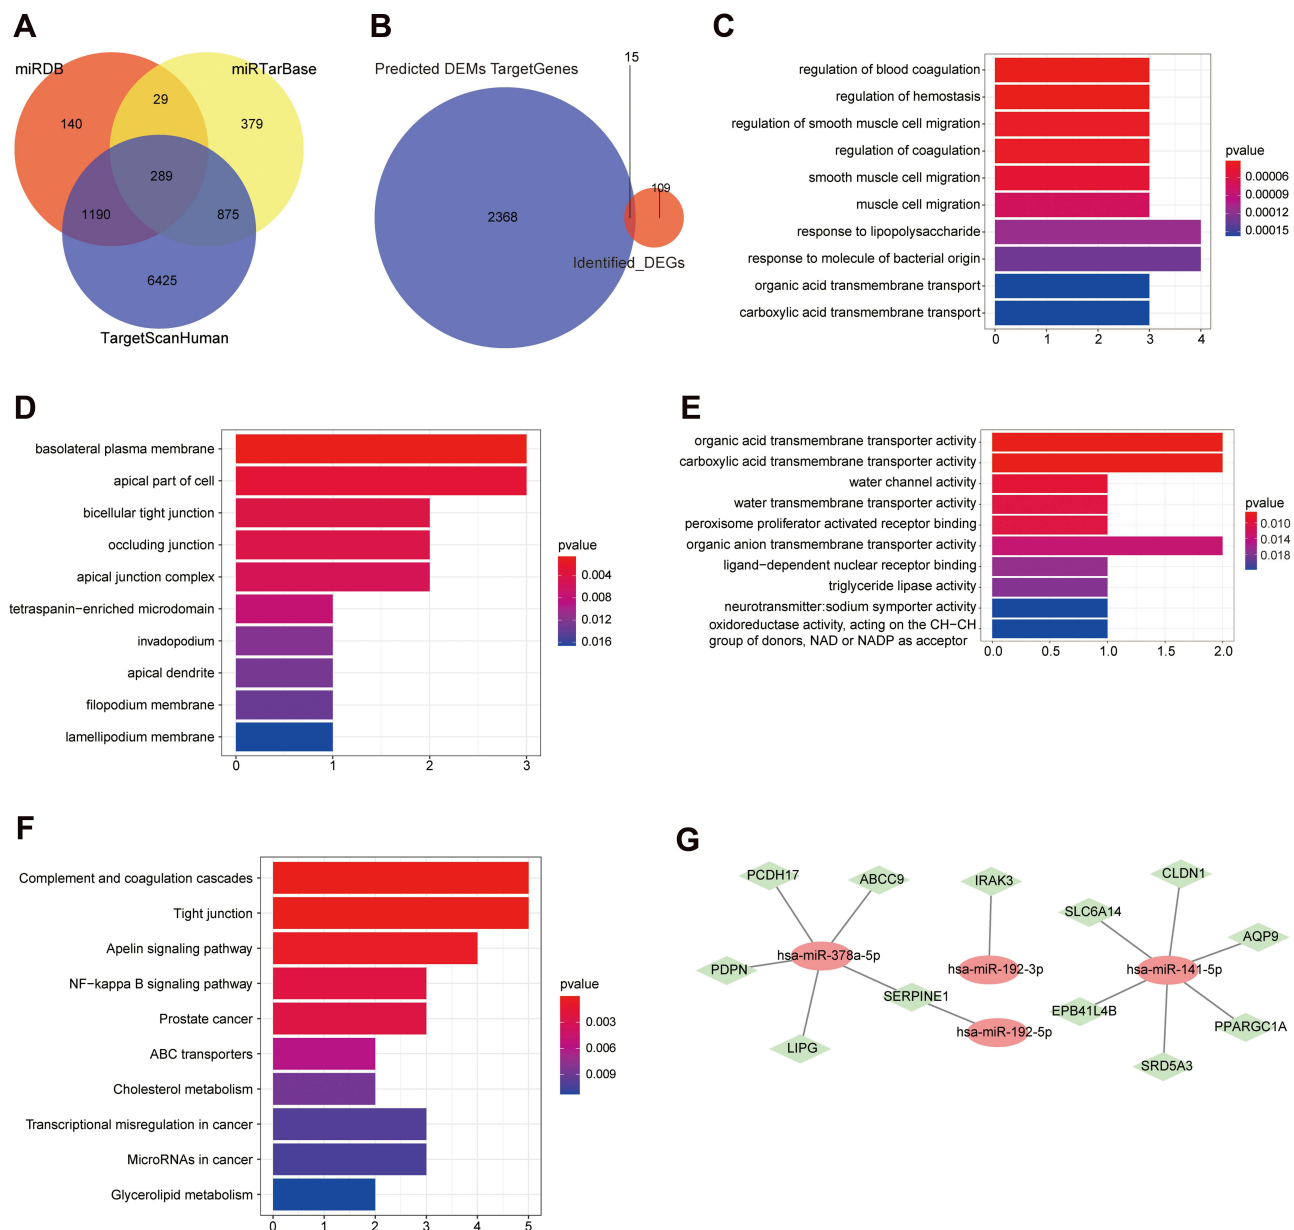 A
miRDB
miRTarBase
29
140
379
289
1190
875
6425
TargetScanHuman
B
15
Predicted DEMs TargetGenes
109
2368
Identified_DEGs
C
regulation of blood coagulation
regulation of hemostasis
regulation of smooth muscle cell migration
regulation of coagulation
smooth muscle cell migration
muscle cell migration
response to lipopolysaccharide
response to molecule of bacterial origin
organic acid transmembrane transport
carboxylic acid transmembrane transport
0 1 2 3 4
pvalue
0.00006
0.00009
0.00012
0.00015
D
basolateral plasma membrane
apical part of cell
bicellular tight junction
occluding junction
apical junction complex
tetraspanin−enriched microdomain
invadopodium
apical dendrite
filopodium membrane
lamellipodium membrane
0 1 2 3
pvalue
0.004
0.008
0.012
0.016
E
organic acid transmembrane transporter activity
carboxylic acid transmembrane transporter activity
water channel activity
water transmembrane transporter activity
peroxisome proliferator activated receptor binding
organic anion transmembrane transporter activity
ligand−dependent nuclear receptor binding
triglyceride lipase activity
neurotransmitter:sodium symporter activity
oxidoreductase activity, acting on the CH−CH
group of donors, NAD or NADP as acceptor
0.0 0.5 1.0 1.5 2.0
pvalue
0.010
0.014
0.018
F
Complement and coagulation cascades
Tight junction
Apelin signaling pathway
NF−kappa B signaling pathway
Prostate cancer
ABC transporters
Cholesterol metabolism
Transcriptional misregulation in cancer
MicroRNAs in cancer
Glycerolipid metabolism
0 1 2 3 4 5
pvalue
0.003
0.006
0.009
G
PCDH17
ABCC9
IRAK3
CLDN1
SLC6A14
AQP9
hsa-miR-378a-5p
PDPN
hsa-miR-192-3p
hsa-miR-141-5p
SERPINE1
EPB41L4B
hsa-miR-192-5p
PPARGC1A
LIPG
SRD5A3